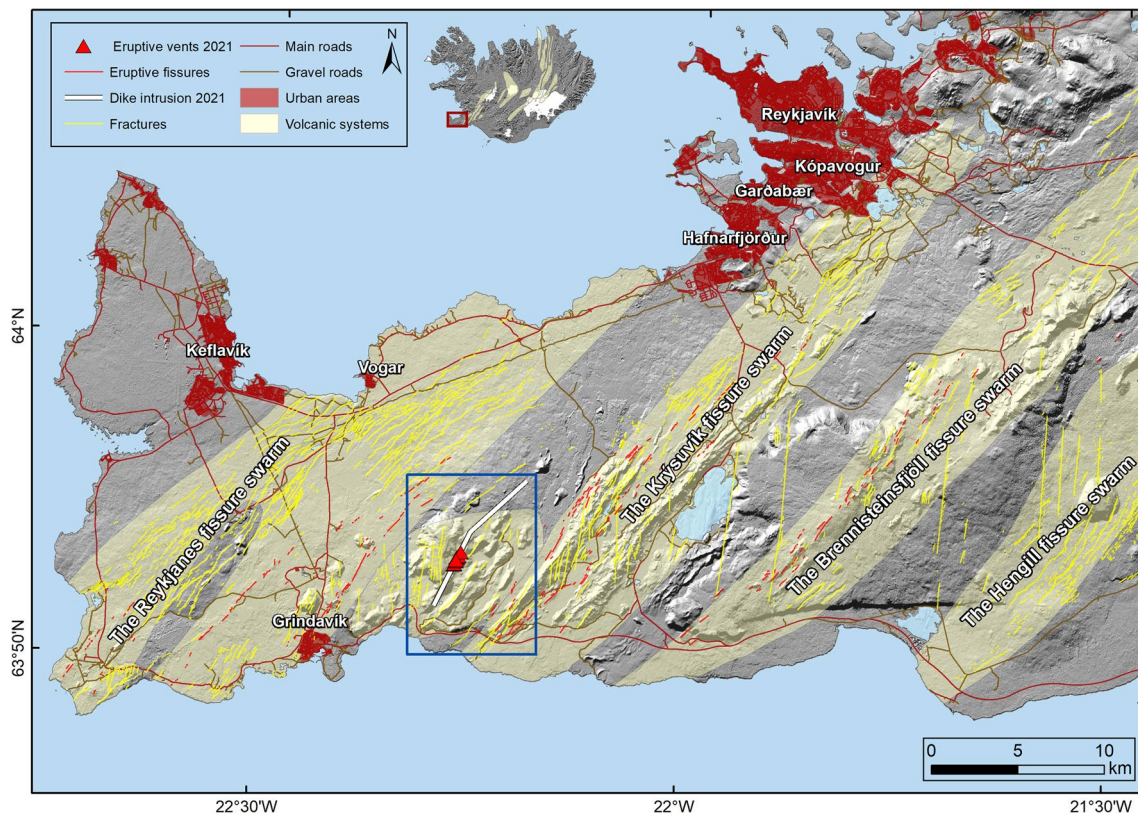 Eruptive vents 2021
Main roads
Eruptive fissures
Gravel roads
Dike intrusion 2021
Urban areas
Fractures
Volcanic systems
N
Reykjavík
Kópavogur
Garðabær
Hafnarfjörður
64°N
Keflavík
Vogar
The Reykjanes fissure swarm
The Krýsuvík fissure swarm
The Brennisteinsfjöll fissure swarm
The Hengill fissure swarm
Grindavík
63°50'N
0 5 10
km
22°30'W
22°W
21°30'W